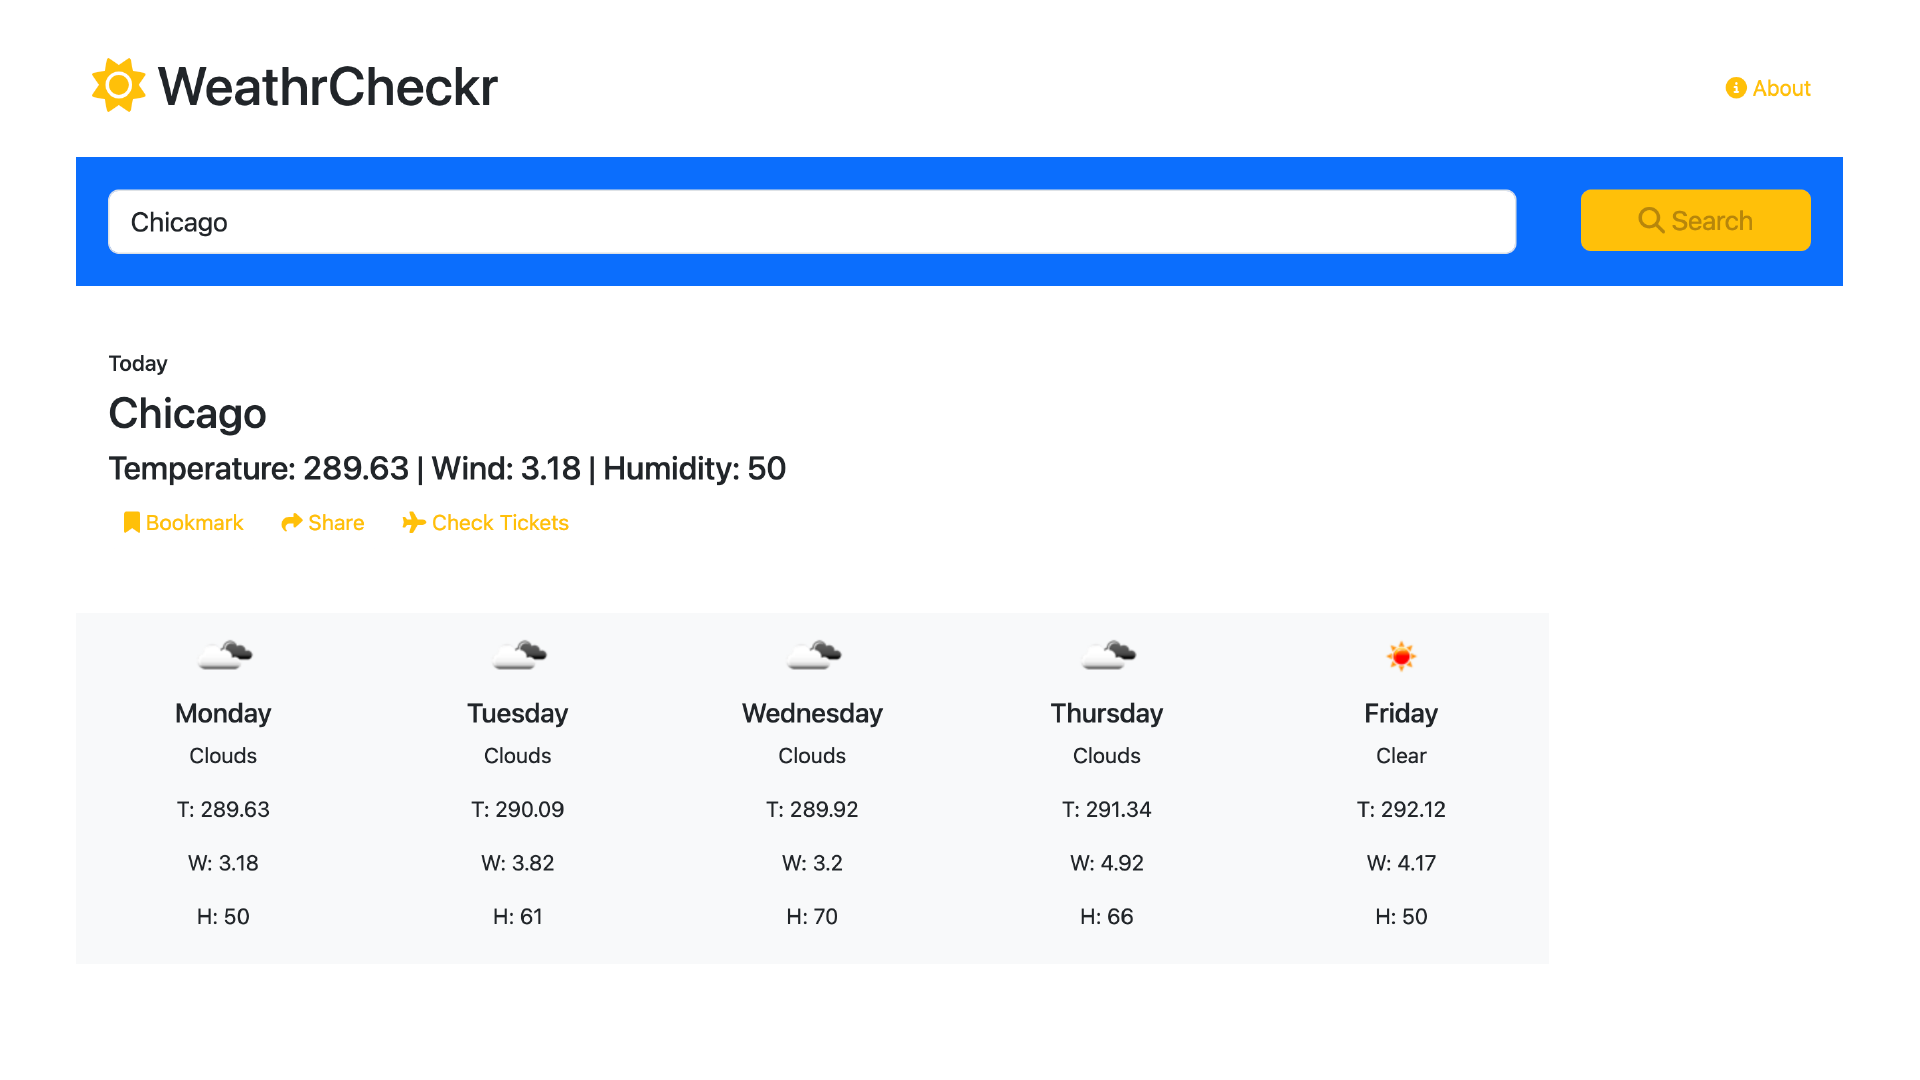 WeathrCheckr
About
Chicago
Search
Today
Chicago
Temperature: 289.63 | Wind: 3.18 | Humidity: 50
Bookmark Share Check Tickets
Monday Tuesday Wednesday Thursday Friday
Clouds Clouds Clouds Clouds Clear
T: 289.63 T: 290.09 T: 289.92 T: 291.34 T: 292.12
W: 3.18 W: 3.82 W: 3.2 W: 4.92 W: 4.17
H: 50 H: 61 H: 70 H: 66 H: 50